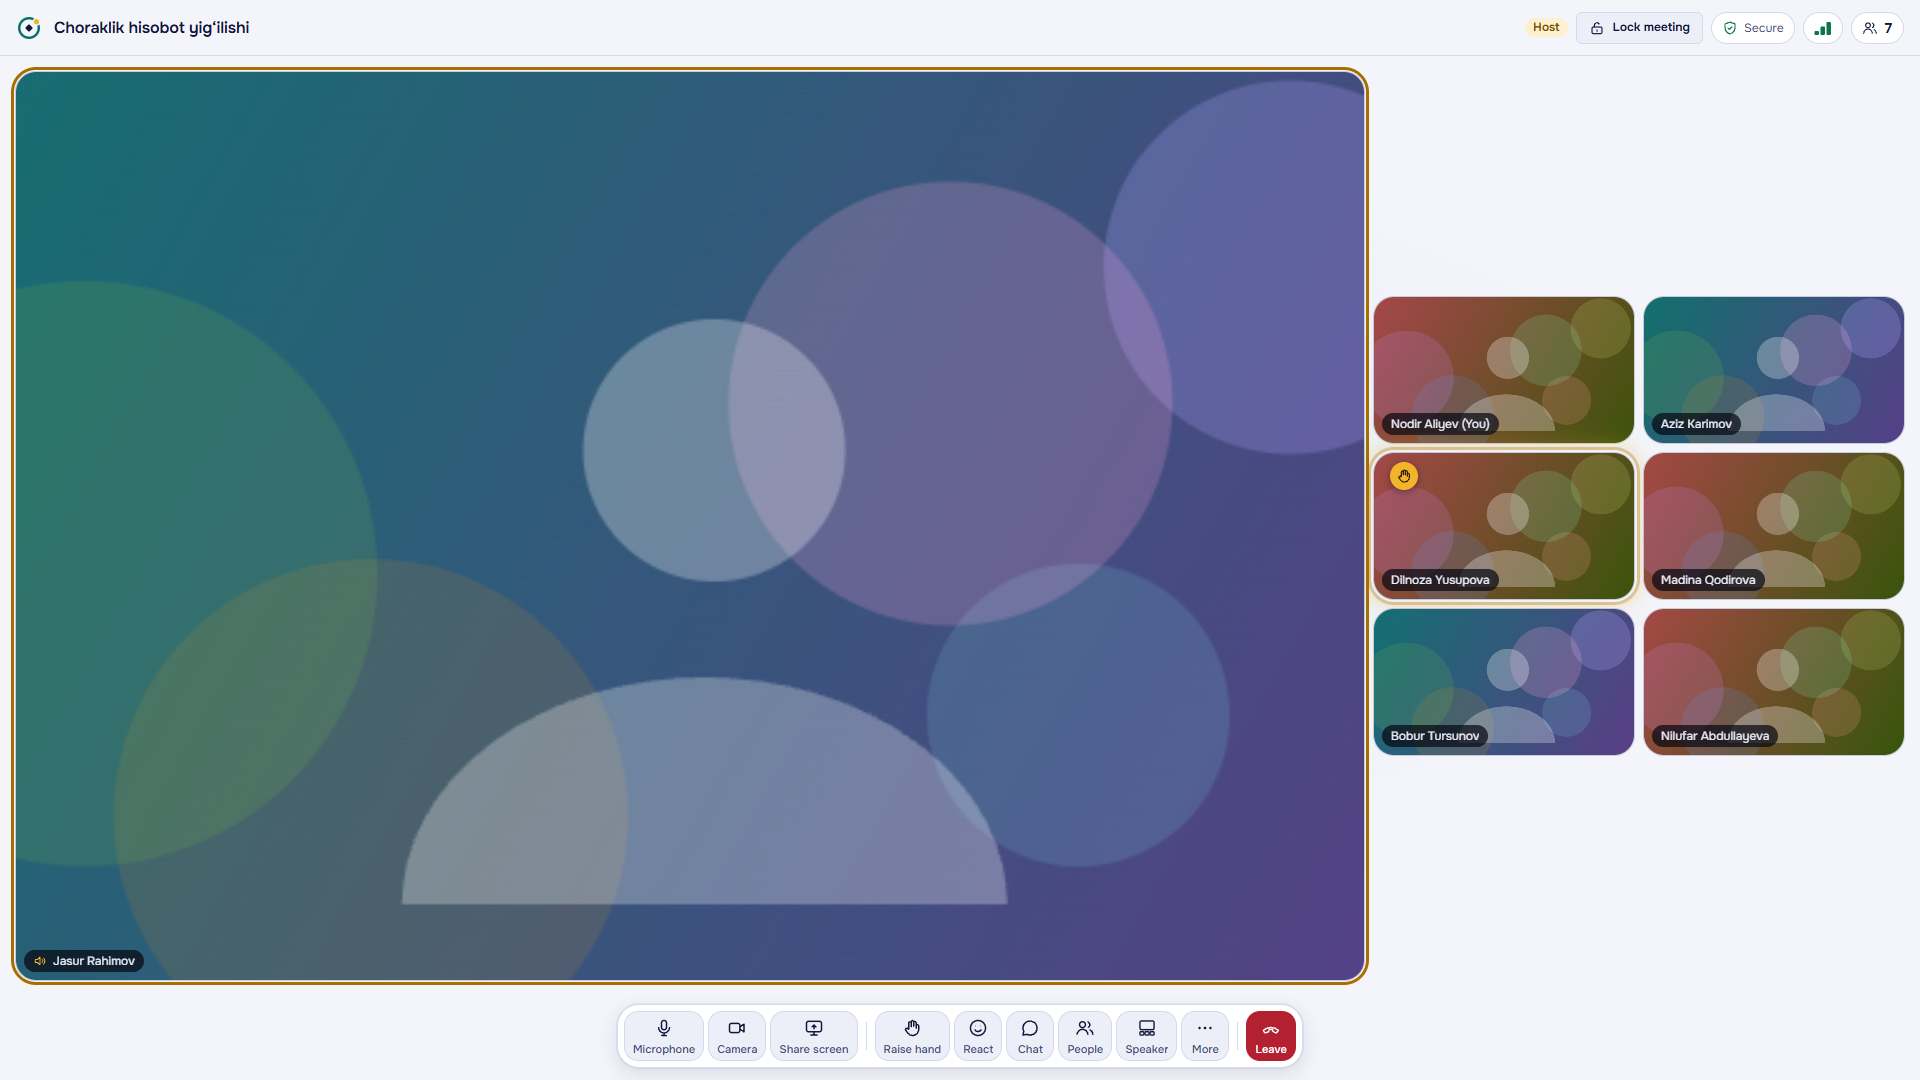 Choraklik hisobot yig‘ilishi
Host
Lock meeting
Secure
7
Jasur Rahimov
Nodir Aliyev (You)
Aziz Karimov
Dilnoza Yusupova
Madina Qodirova
Bobur Tursunov
Nilufar Abdullayeva
Microphone
Camera
Share screen
Raise hand
React
Chat
People
Speaker
More
Leave